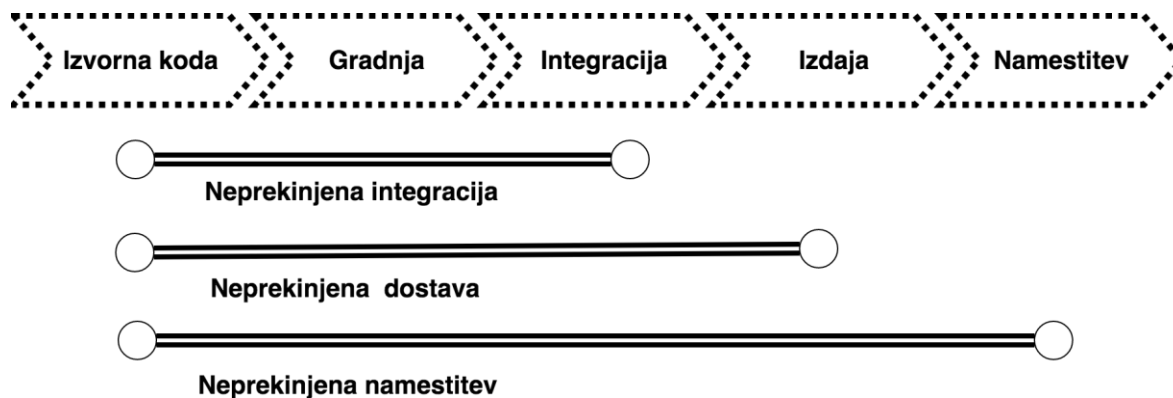 Izvorna koda Gradnja Integracija Izdaja Namestitev
Neprekinjena integracija
Neprekinjena dostava
Neprekinjena namestitev